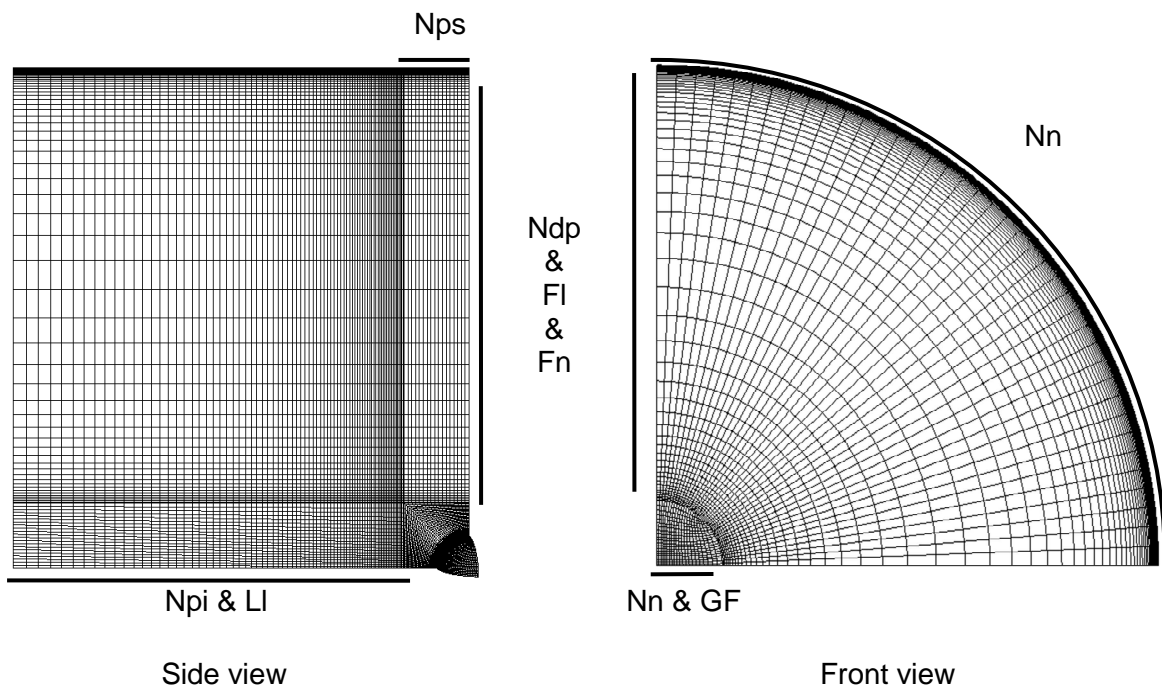 Nps
Nn
Ndp
&
Fl
&
Fn
Npi & Ll
Nn & GF
Side view
Front view